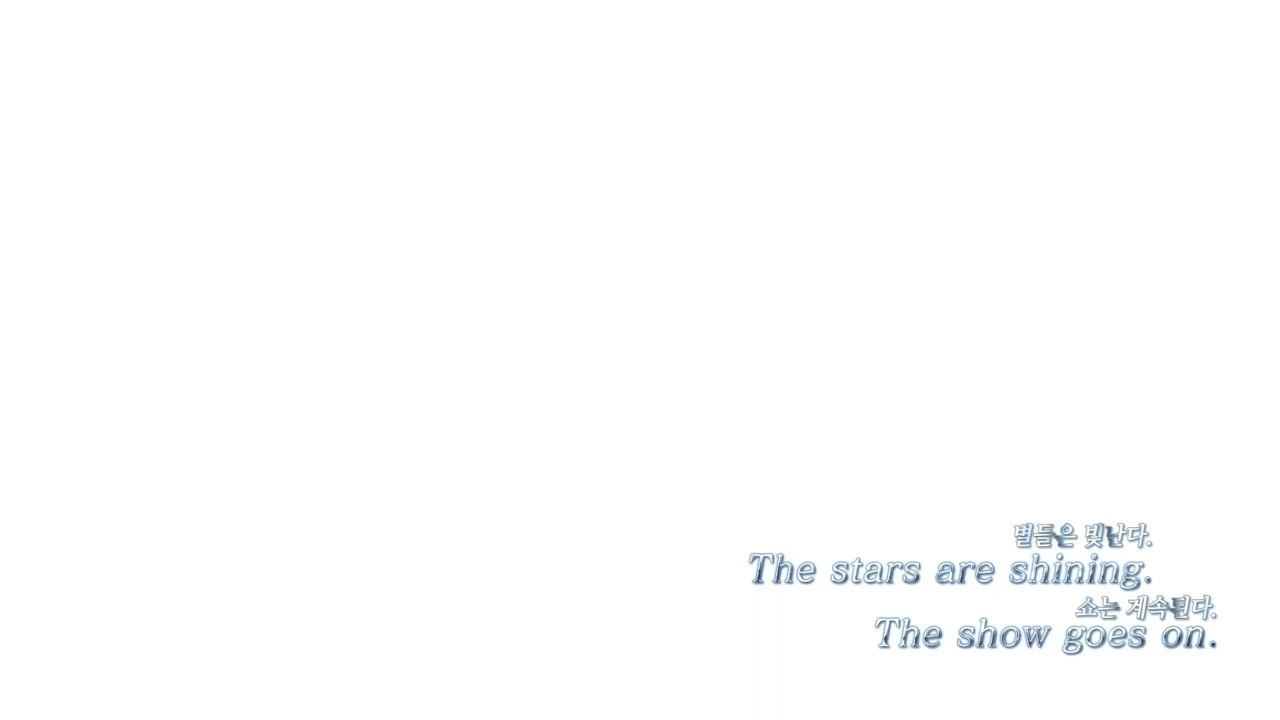 별들은 빛난다.
The stars are shining.
쇼는 계속된다.
The show goes on.